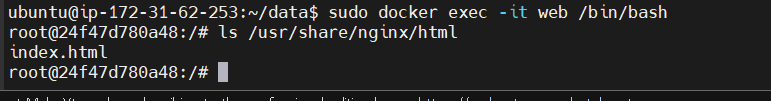 ubuntu@ip-172-31-62-253:~/data$ sudo docker exec -it web /bin/bash
root@24f47d780a48:/# ls /usr/share/nginx/html
index.html
root@24f47d780a48:/#